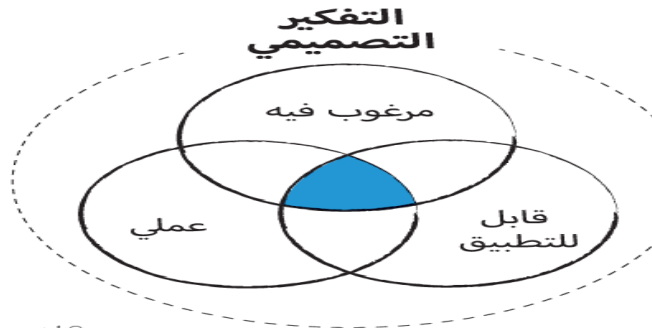 التفكير
التصميمي
مرغوب فيه
عملي
قابل
للتطبيق